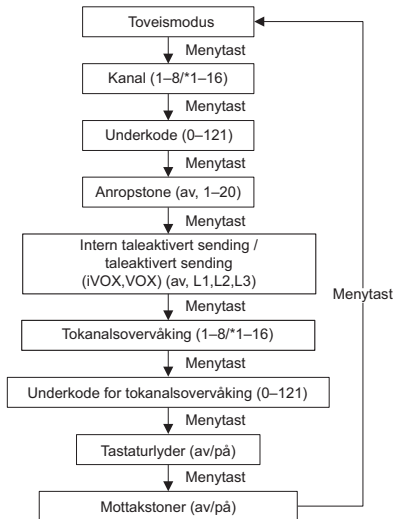 Toveismodus
Menytast
Kanal (1–8/*1–16)
Menytast
Underkode (0–121)
Menytast
Anropstone (av, 1–20)
Menytast
Intern taleaktivert sending /
taleaktivert sending
(iVOX,VOX) (av, L1,L2,L3)
Menytast
Menytast
Tokanalsovervåking (1–8/*1–16)
Menytast
Underkode for tokanalsovervåking (0–121)
Menytast
Tastaturlyder (av/på)
Menytast
Mottakstoner (av/på)